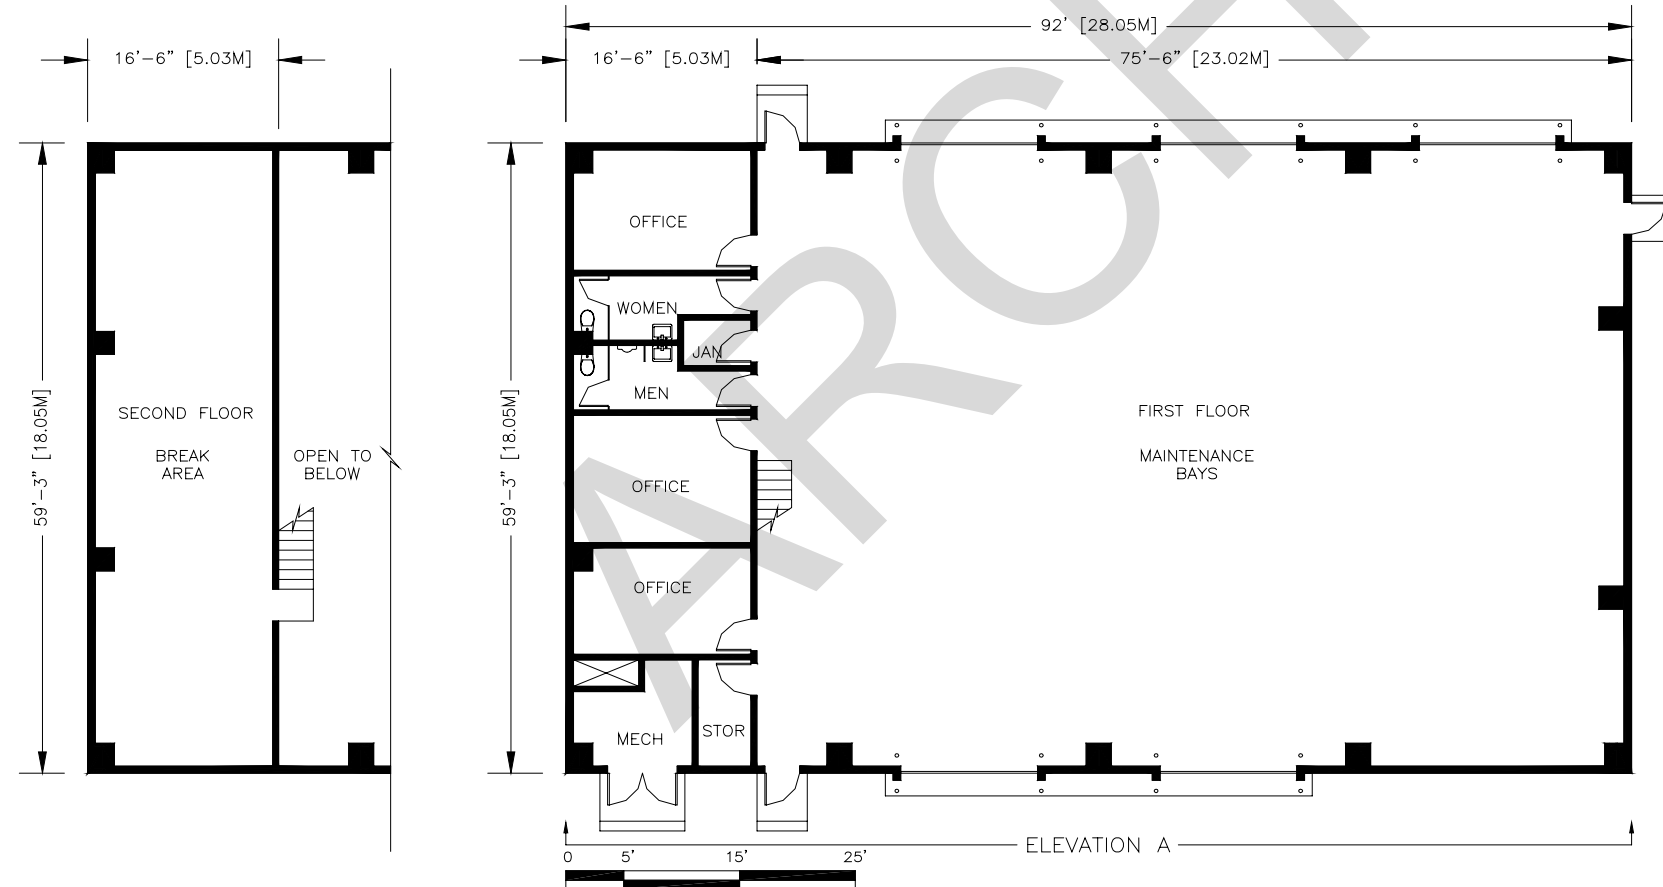 92' [28.05M]
16'-6" [5.03M]
16'-6" [5.03M]
75'-6" [23.02M]
59'-3" [18.05M]
SECOND FLOOR
BREAK
AREA
OPEN TO
BELOW
59'-3" [18.05M]
OFFICE
WOMEN
JAN
MEN
OFFICE
OFFICE
MECH
STOR
FIRST FLOOR
MAINTENANCE
BAYS
ELEVATION A
0 5' 15' 25'
ARCH